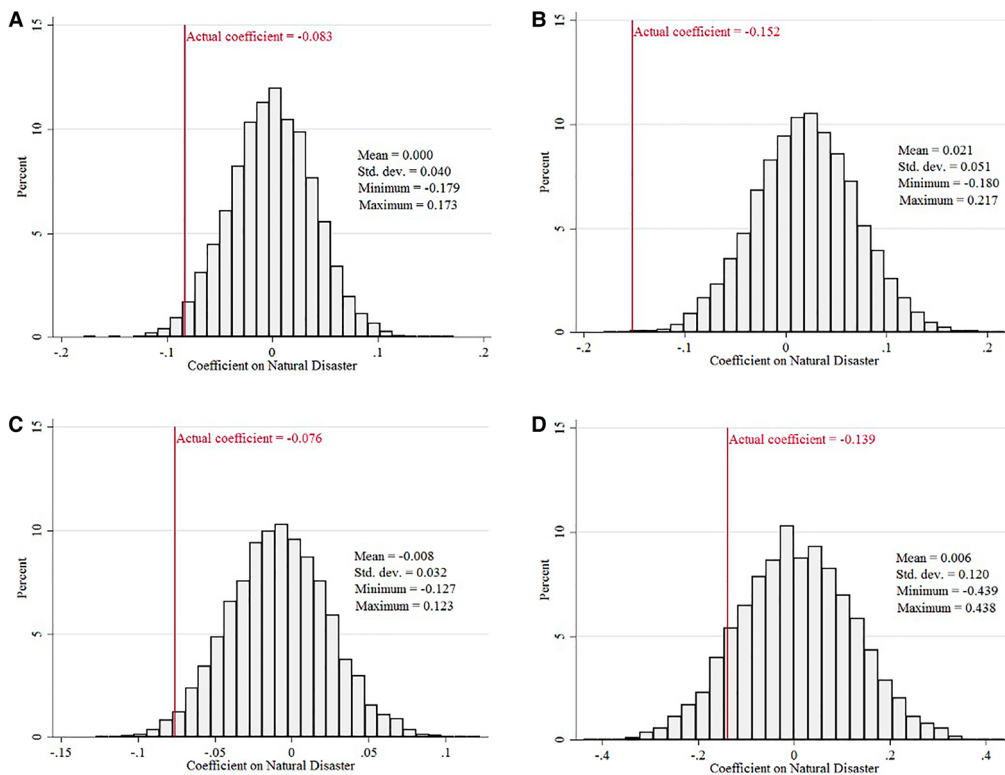 A
15
Actual coefficient = -0.083
10
Percent
Mean = 0.000
Std. dev. = 0.040
Minimum = -0.179
Maximum = 0.173
5
0
-.2 -.1 0 .1 .2
Coefficient on Natural Disaster
B
15
Actual coefficient = -0.152
10
Percent
Mean = 0.021
Std. dev. = 0.051
Minimum = -0.180
Maximum = 0.217
5
0
-.2 -.1 0 .1 .2
Coefficient on Natural Disaster
C
15
Actual coefficient = -0.076
10
Percent
Mean = -0.008
Std. dev. = 0.032
Minimum = -0.127
Maximum = 0.123
5
0
-.15 -.1 -.05 0 .05 .1
Coefficient on Natural Disaster
D
15
Actual coefficient = -0.139
10
Percent
Mean = 0.006
Std. dev. = 0.120
Minimum = -0.439
Maximum = 0.438
5
0
-.4 -.2 0 .2 .4
Coefficient on Natural Disaster